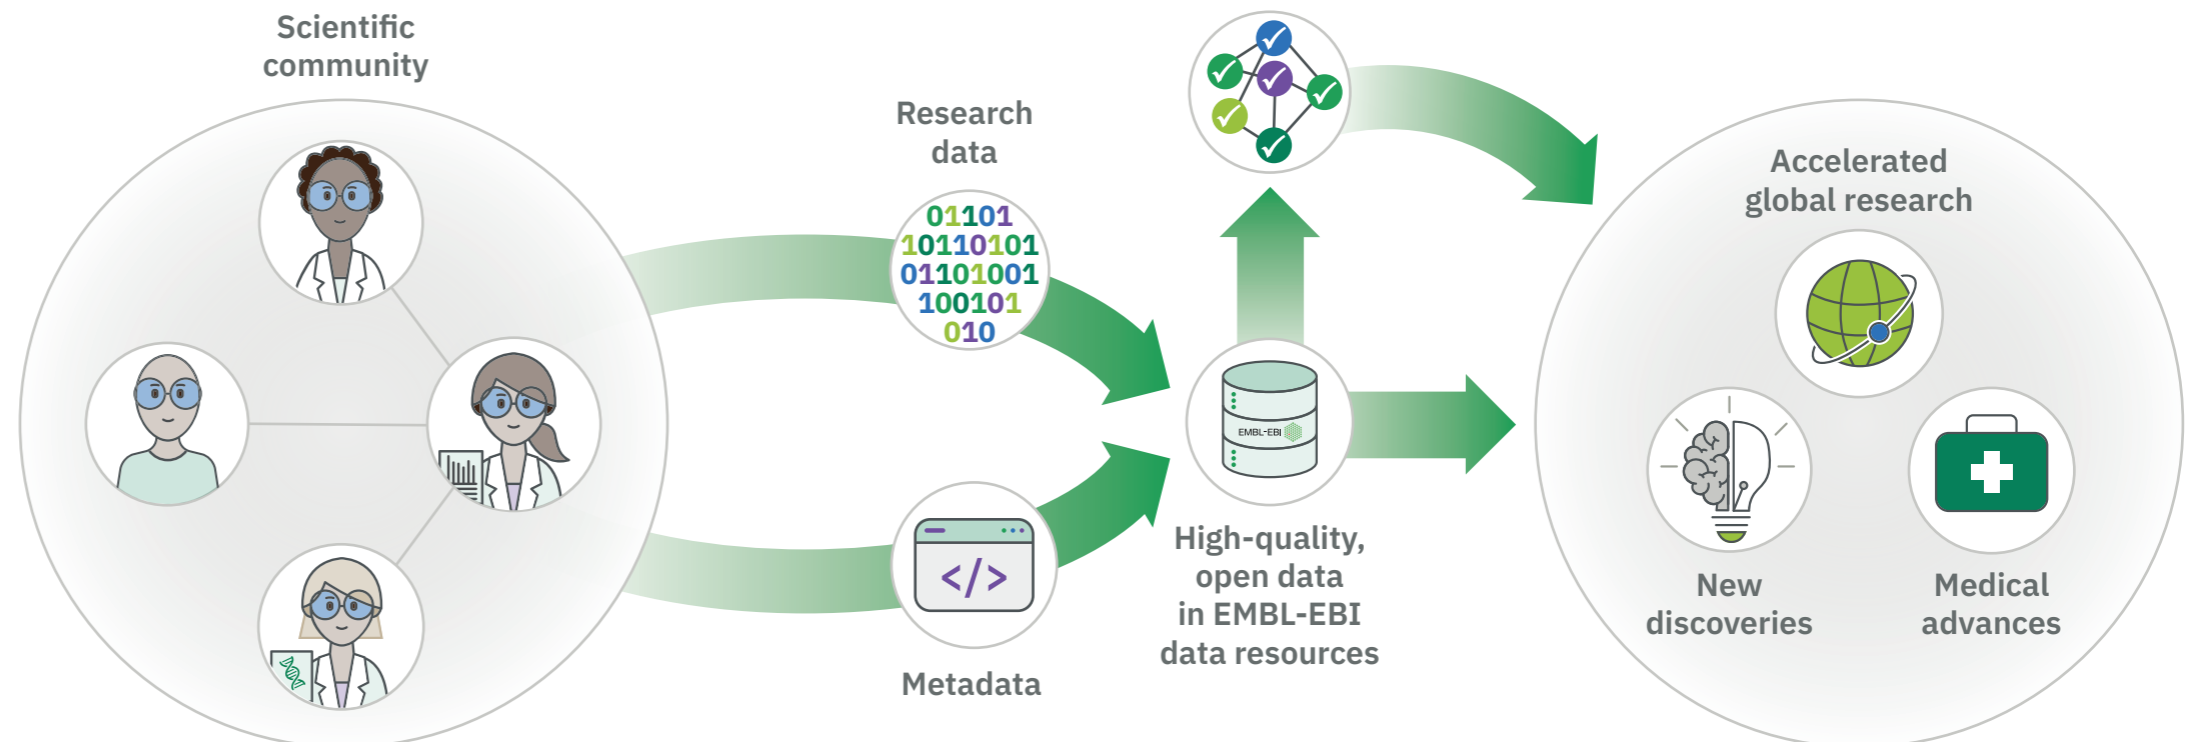 Scientific
community
Research
data
01101
10110101
01101001
100101
010
</>
Metadata
EMBL-EBI
High-quality,
open data
in EMBL-EBI
data resources
Accelerated
global research
New
discoveries
Medical
advances